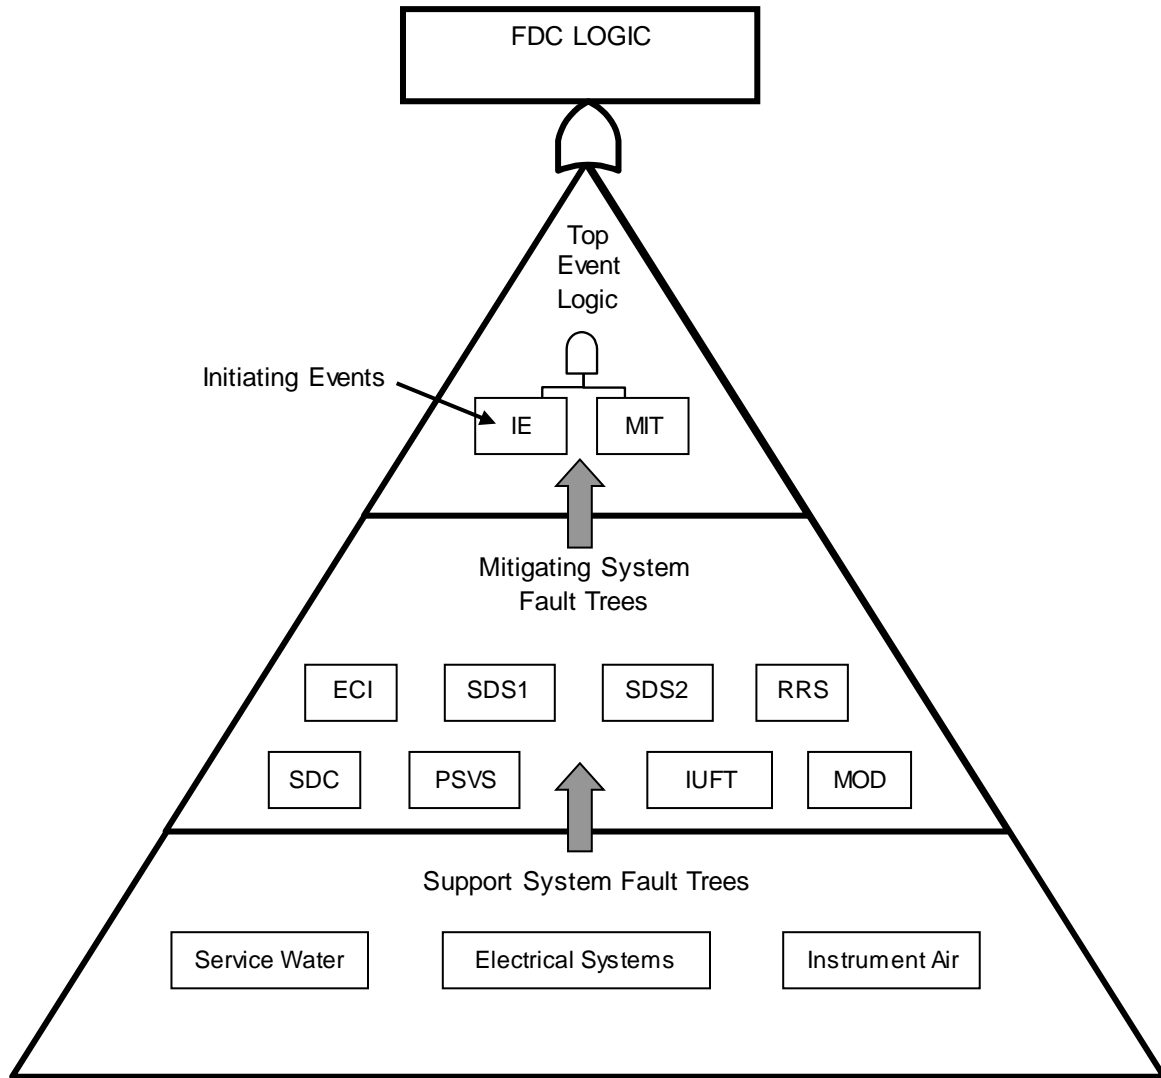 FDC LOGIC
Top
Event
Logic
Initiating Events
IE
MIT
Mitigating System
Fault Trees
ECI
SDS1
SDS2
RRS
SDC
PSVS
IUFT
MOD
Support System Fault Trees
Service Water
Electrical Systems
Instrument Air